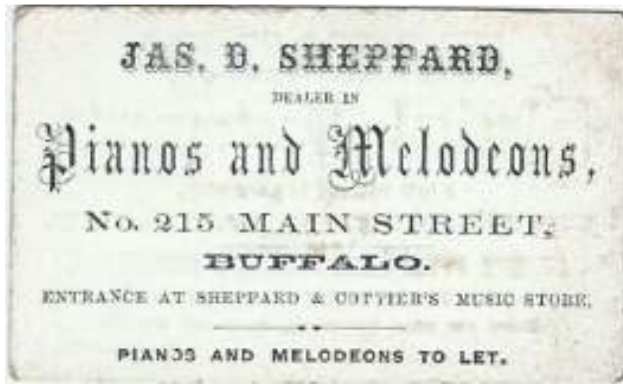 JAS. D. SHEPPARD,
DEALER IN
Pianos and Melodeons,
No. 215 MAIN STREET,
BUFFALO.
ENTRANCE AT SHEPPARD & COTTIER'S MUSIC STORE.
PIANOS AND MELODEONS TO LET.